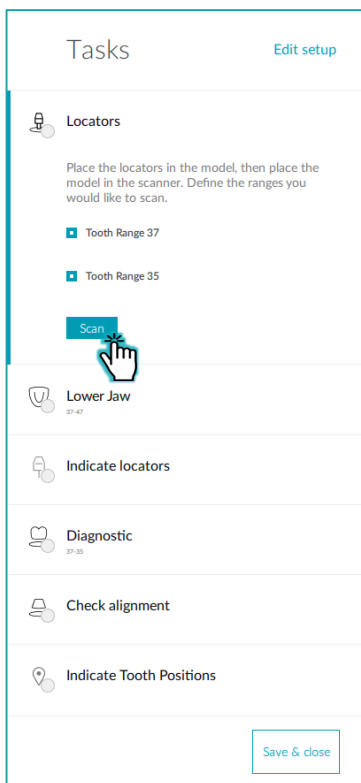 Tasks
Edit setup
Locators
Place the locators in the model, then place the
model in the scanner. Define the ranges you
would like to scan.
Tooth Range 37
Tooth Range 35
Scan
Lower Jaw
37-47
Indicate locators
Diagnostic
37-35
Check alignment
Indicate Tooth Positions
Save & close